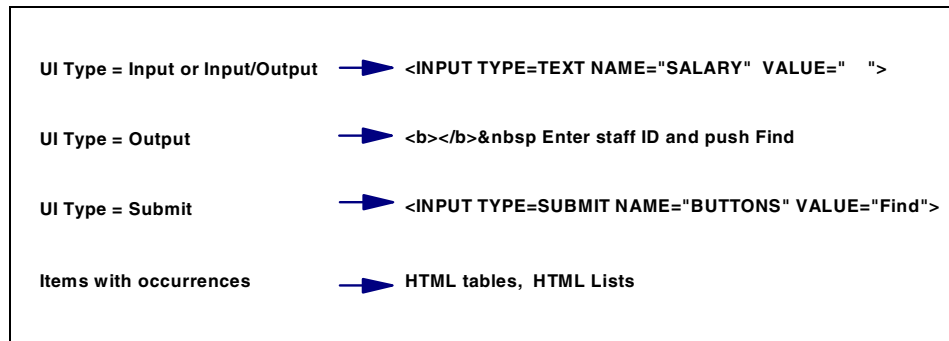 UI Type = Input or Input/Output <INPUT TYPE=TEXT NAME="SALARY" VALUE=" ">
UI Type = Output <b></b>&nbsp Enter staff ID and push Find
UI Type = Submit <INPUT TYPE=SUBMIT NAME="BUTTONS" VALUE="Find">
Items with occurrences HTML tables, HTML Lists